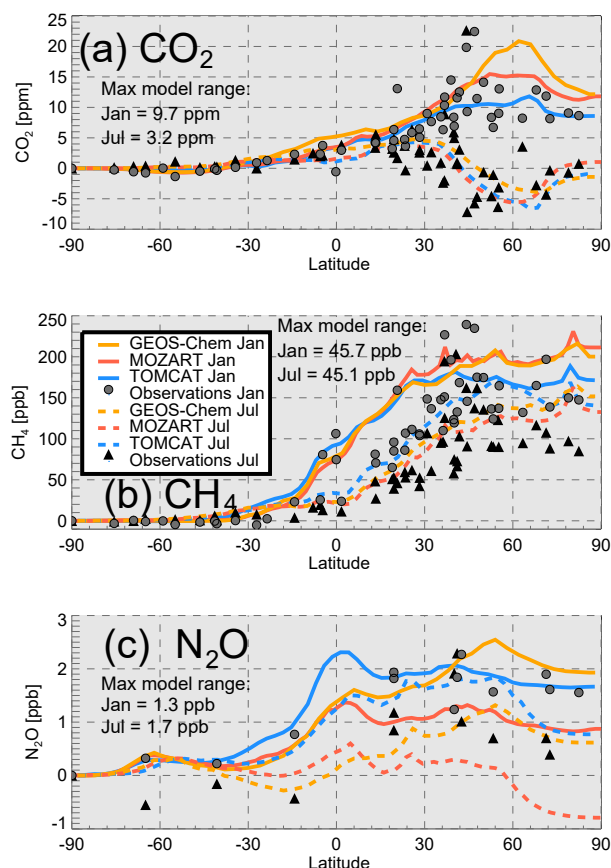 (a) CO2
Max model range:
Jan = 9.7 ppm
Jul = 3.2 ppm
CO2 [ppm]
25
20
15
10
5
0
-5
-10
-90 -60 -30 0 30 60 90
Latitude
Max model range:
Jan = 45.7 ppb
Jul = 45.1 ppb
GEOS-Chem Jan
MOZART Jan
TOMCAT Jan
Observations Jan
GEOS-Chem Jul
MOZART Jul
TOMCAT Jul
Observations Jul
(b) CH4
CH4 [ppb]
250
200
150
100
50
0
-90 -60 -30 0 30 60 90
Latitude
(c) N2O
Max model range:
Jan = 1.3 ppb
Jul = 1.7 ppb
N2O [ppb]
3
2
1
0
-1
-90 -60 -30 0 30 60 90
Latitude